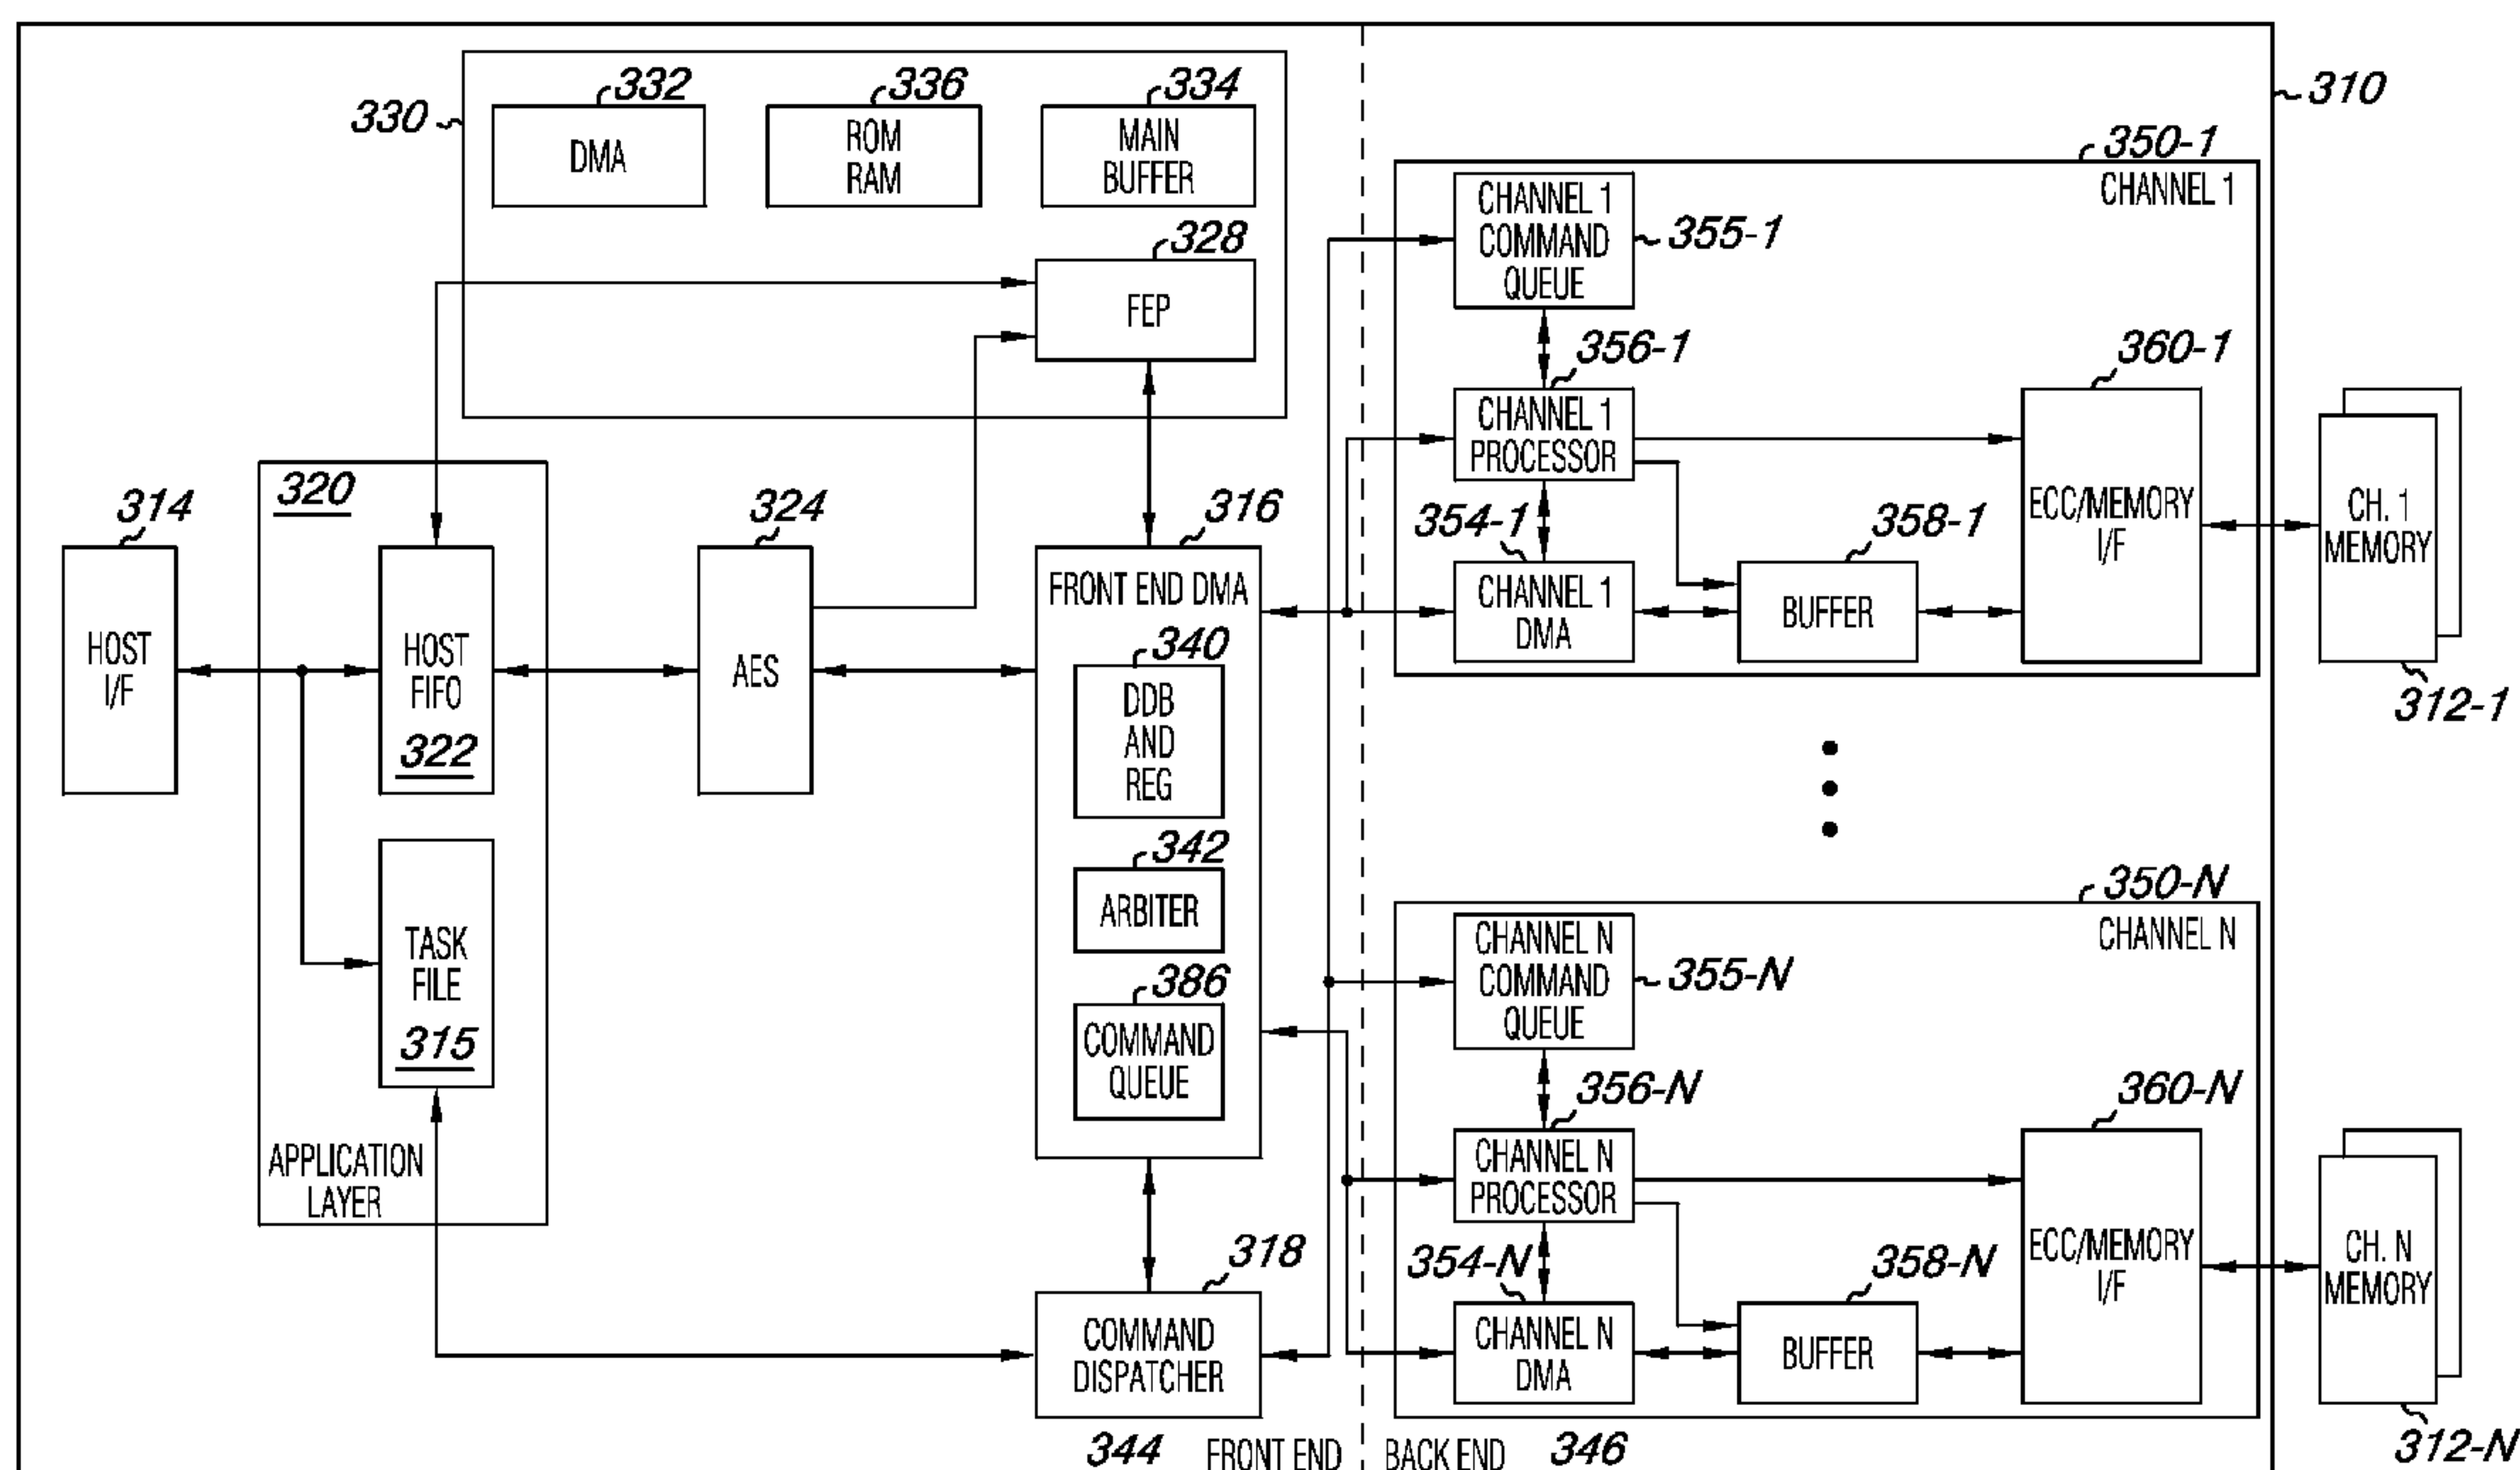 332
336
334
310
330
DMA
ROM
RAM
MAIN
BUFFER
350-1
CHANNEL 1
328
FEP
CHANNEL 1
COMMAND
QUEUE
355-1
356-1
360-1
CHANNEL 1
PROCESSOR
314
320
324
316
354-1
358-1
ECC/MEMORY
I/F
CH. 1
MEMORY
HOST
I/F
HOST
FIFO
322
AES
FRONT END DMA
CHANNEL 1
DMA
BUFFER
312-1
340
DDB
AND
REG
342
ARBITER
350-N
CHANNEL N
TASK
FILE
315
386
COMMAND
QUEUE
CHANNEL N
COMMAND
QUEUE
355-N
356-N
360-N
APPLICATION
LAYER
CHANNEL N
PROCESSOR
318
354-N
358-N
ECC/MEMORY
I/F
CH. N
MEMORY
COMMAND
DISPATCHER
CHANNEL N
DMA
BUFFER
312-N
344 FRONT END
BACK END 346